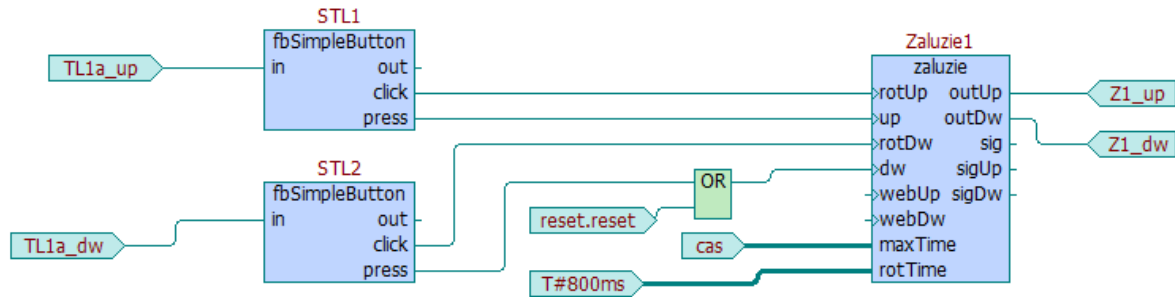 STL1
fbSimpleButton
TL1a_up
in out
click
press
STL2
fbSimpleButton
TL1a_dw
in out
click
press
OR
reset.reset
cas
T#800ms
Zaluzie1
zaluzie
rotUp outUp
up outDw
rotDw sig
dw sigUp
webUp sigDw
webDw
maxTime
rotTime
Z1_up
Z1_dw